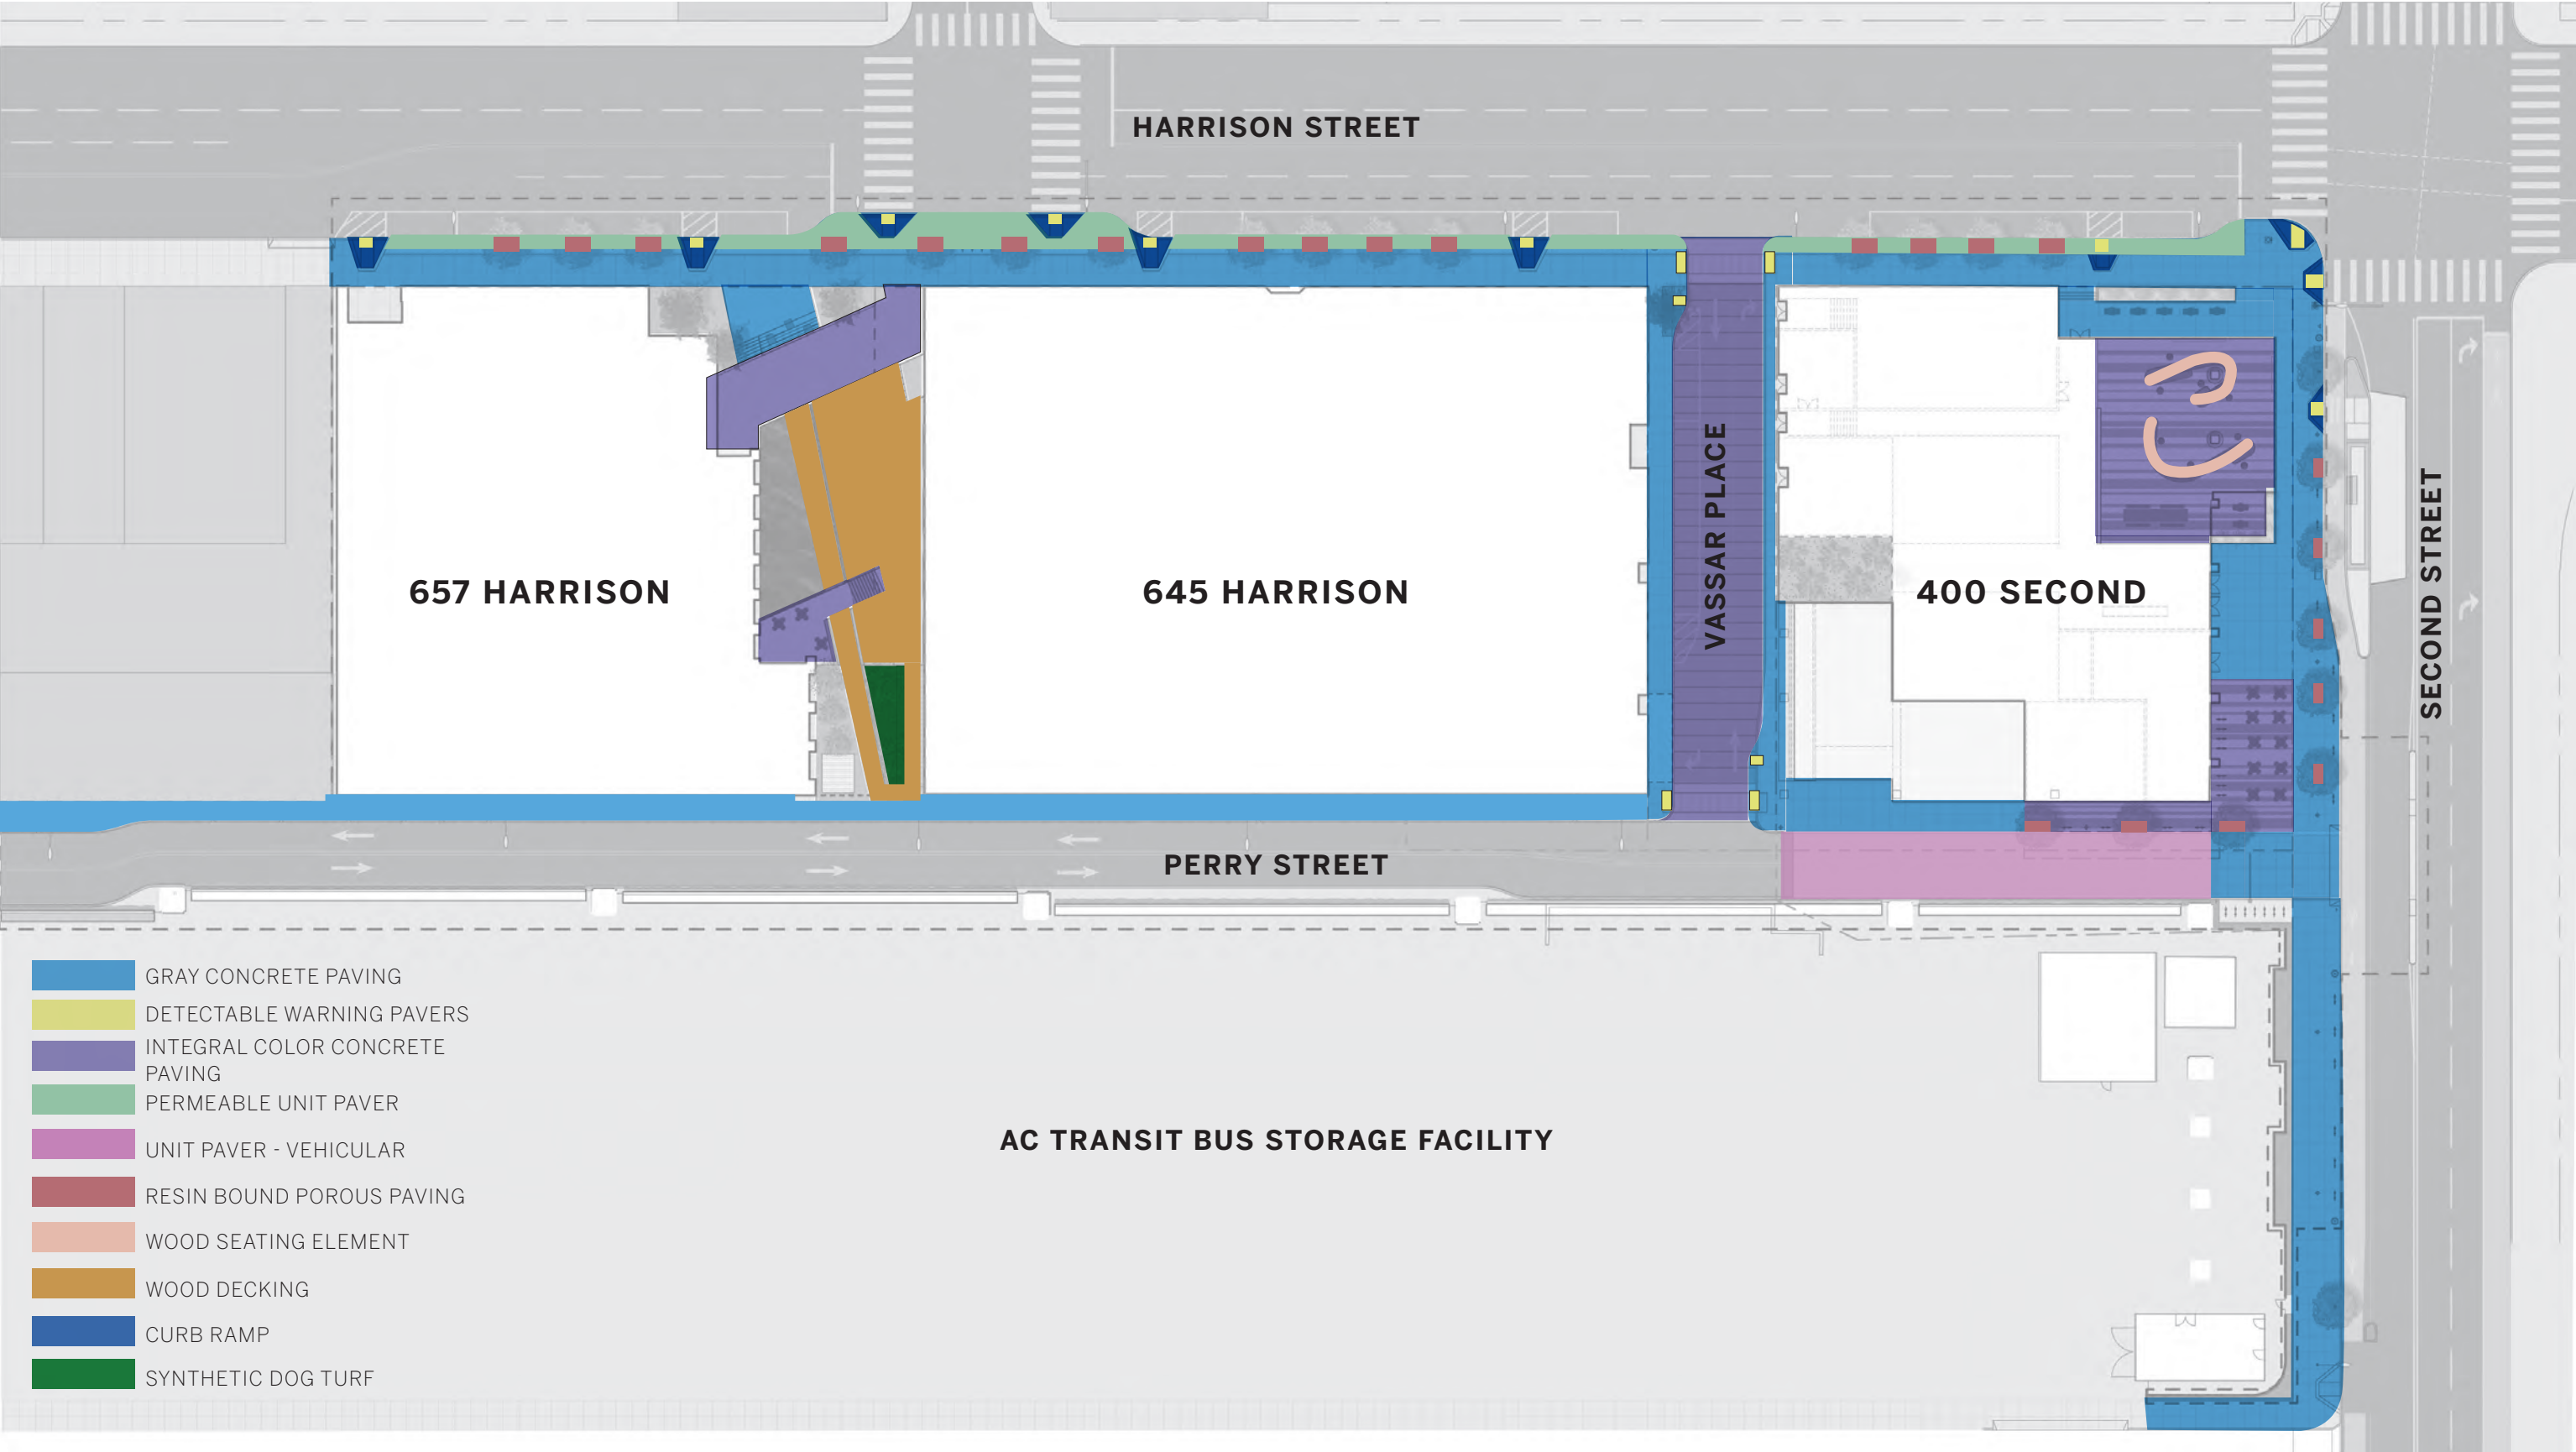 HARRISON STREET
657 HARRISON
645 HARRISON
VASSAR PLACE
400 SECOND
SECOND STREET
PERRY STREET
AC TRANSIT BUS STORAGE FACILITY
GRAY CONCRETE PAVING
DETECTABLE WARNING PAVERS
INTEGRAL COLOR CONCRETE
PAVING
PERMEABLE UNIT PAVER
UNIT PAVER - VEHICULAR
RESIN BOUND POROUS PAVING
WOOD SEATING ELEMENT
WOOD DECKING
CURB RAMP
SYNTHETIC DOG TURF